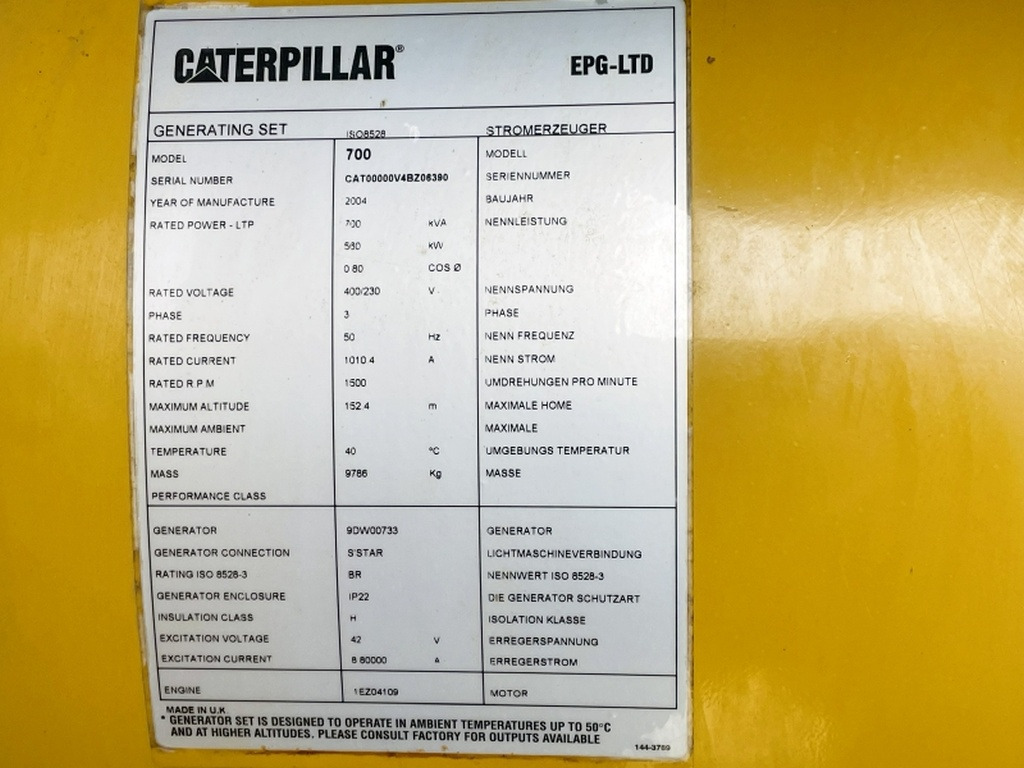 CATERPILLAR® EPG-LTD
GENERATING SET ISO8528 STROMERZEUGER
MODEL 700 MODELL
SERIAL NUMBER CAT00000V4BZ06390 SERIENNUMMER
YEAR OF MANUFACTURE 2004 BAUJAHR
RATED POWER - LTP 700 kVA NENNLEISTUNG
kW
0 80 COS Ø
RATED VOLTAGE 400/230 V NENNSPANNUNG
PHASE 3 PHASE
RATED FREQUENCY 50 Hz NENN FREQUENZ
RATED CURRENT 1010 4 A NENN STROM
RATED R P M 1500 UMDREHUNGEN PRO MINUTE
MAXIMUM ALTITUDE 152.4 m MAXIMALE HOME
MAXIMUM AMBIENT MAXIMALE
TEMPERATURE 40 °C UMGEBUNGS TEMPERATUR
MASS 9786 Kg MASSE
PERFORMANCE CLASS
GENERATOR 9DW00733 GENERATOR
GENERATOR CONNECTION S'STAR LICHTMASCHINEVERBINDUNG
RATING ISO 8528-3 BR NENNWERT ISO 8528-3
GENERATOR ENCLOSURE IP22 DIE GENERATOR SCHUTZART
INSULATION CLASS H ISOLATION KLASSE
EXCITATION VOLTAGE 42 V ERREGERSPANNUNG
EXCITATION CURRENT A ERREGERSTROM
ENGINE 1EZ04109 MOTOR
MADE IN U.K
* GENERATOR SET IS DESIGNED TO OPERATE IN AMBIENT TEMPERATURES UP TO 50°C
AND AT HIGHER ALTITUDES. PLEASE CONSULT FACTORY FOR OUTPUTS AVAILABLE
144-3759